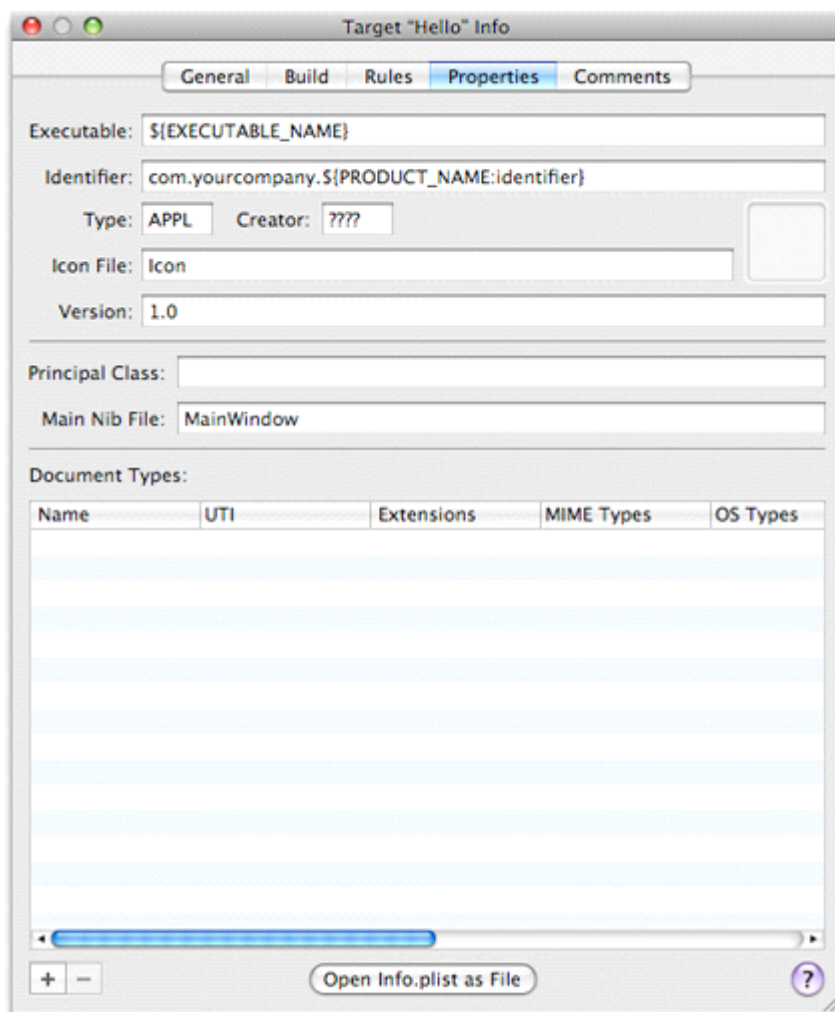 Target "Hello" Info
General Build Rules Properties Comments
Executable: ${EXECUTABLE_NAME}
Identifier: com.yourcompany.${PRODUCT_NAME:identifier}
Type: APPL Creator: ????
Icon File: Icon
Version: 1.0
Principal Class:
Main Nib File: MainWindow
Document Types:
Name UTI Extensions MIME Types OS Types
+ − Open Info.plist as File ?